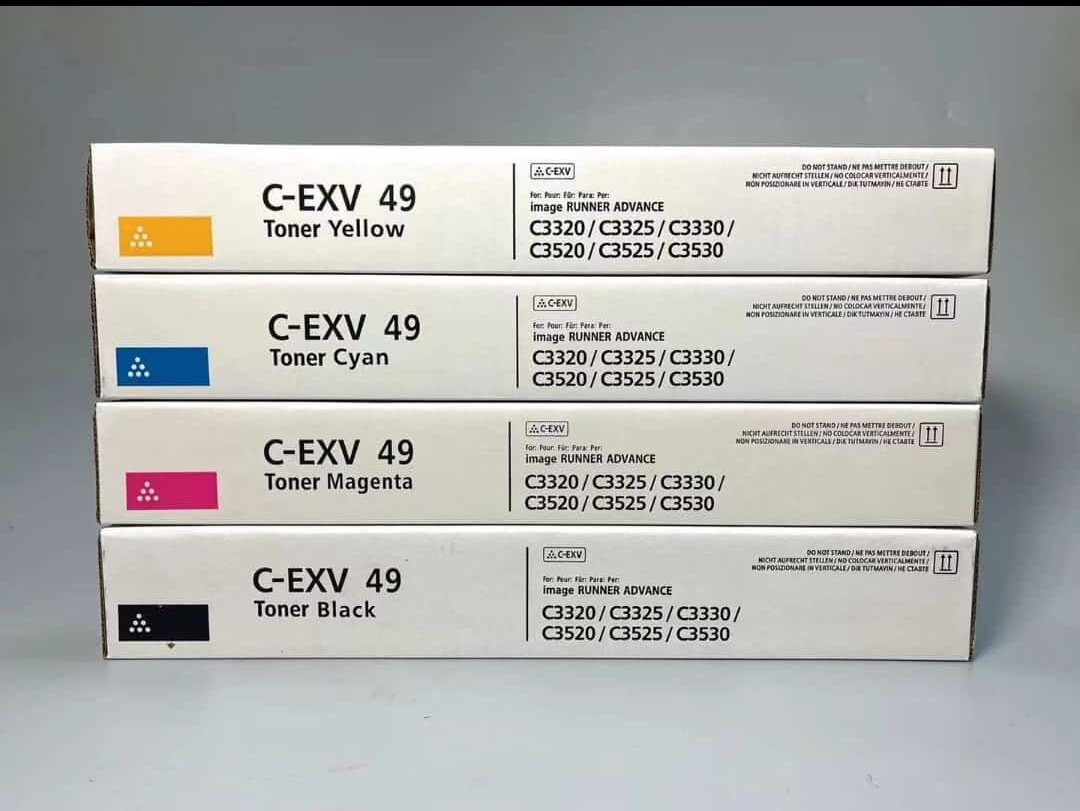 C-EXV 49
Toner Yellow
C-EXV
For: Pour: Für: Para: Per:
image RUNNER ADVANCE
C3320 / C3325 / C3330 /
C3520 / C3525 / C3530
DO NOT STAND / NE PAS METTRE DEBOUT /
NICHT AUFRECHT STELLEN / NO COLOCAR VERTICALMENTE /
NON POSIZIONARE IN VERTICALE / DIK TUTMAYIN / НЕ СТАВТЕ
C-EXV 49
Toner Cyan
C-EXV
For: Pour: Für: Para: Per:
image RUNNER ADVANCE
C3320 / C3325 / C3330 /
C3520 / C3525 / C3530
DO NOT STAND / NE PAS METTRE DEBOUT /
NICHT AUFRECHT STELLEN / NO COLOCAR VERTICALMENTE /
NON POSIZIONARE IN VERTICALE / DIK TUTMAYIN / НЕ СТАВТЕ
C-EXV 49
Toner Magenta
C-EXV
For: Pour: Für: Para: Per:
image RUNNER ADVANCE
C3320 / C3325 / C3330 /
C3520 / C3525 / C3530
DO NOT STAND / NE PAS METTRE DEBOUT /
NICHT AUFRECHT STELLEN / NO COLOCAR VERTICALMENTE /
NON POSIZIONARE IN VERTICALE / DIK TUTMAYIN / НЕ СТАВТЕ
C-EXV 49
Toner Black
C-EXV
For: Pour: Für: Para: Per:
image RUNNER ADVANCE
C3320 / C3325 / C3330 /
C3520 / C3525 / C3530
DO NOT STAND / NE PAS METTRE DEBOUT /
NICHT AUFRECHT STELLEN / NO COLOCAR VERTICALMENTE /
NON POSIZIONARE IN VERTICALE / DIK TUTMAYIN / НЕ СТАВТЕ